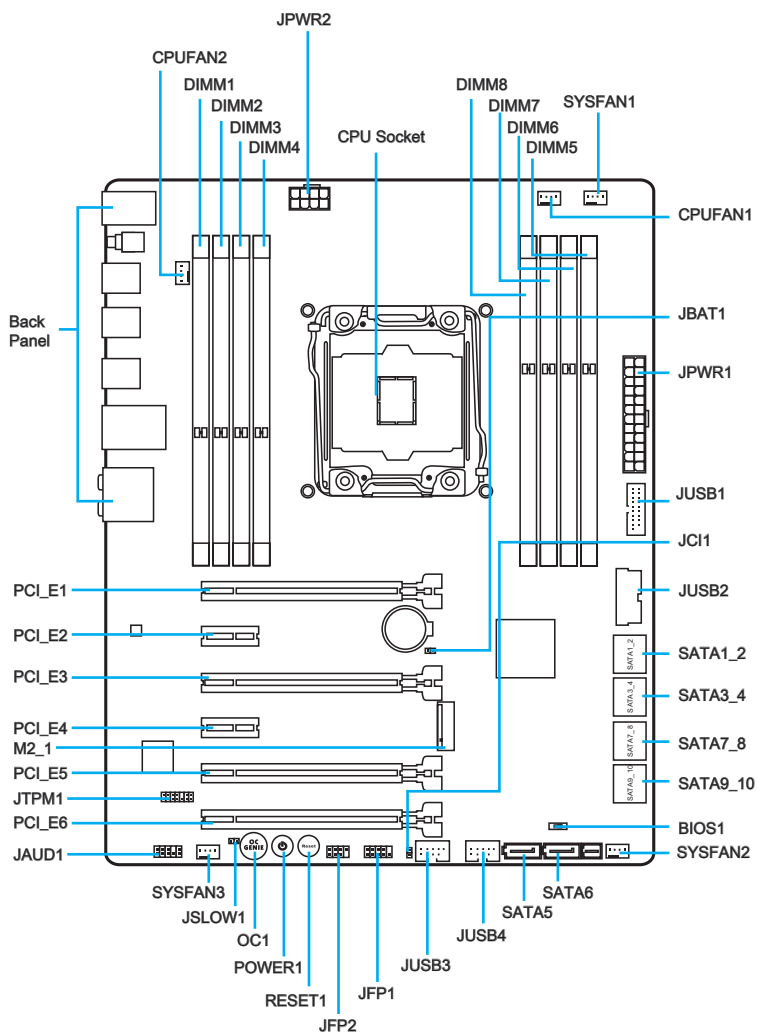 JPWR2
CPUFAN2
DIMM1
DIMM2
DIMM3
DIMM4
CPU Socket
DIMM8
DIMM7
DIMM6
DIMM5
SYSFAN1
CPUFAN1
Back
Panel
JBAT1
JPWR1
JUSB1
JCI1
JUSB2
PCI_E1
PCI_E2
PCI_E3
PCI_E4
M2_1
PCI_E5
JTPM1
PCI_E6
JAUD1
SATA1_2
SATA1_2
SATA3_4
SATA3_4
SATA7_8
SATA7_8
SATA9_10
SATA9_10
BIOS1
SYSFAN2
OC
GENIE
Reset
SYSFAN3
JSLOW1
OC1
POWER1
RESET1
JFP2
JFP1
JUSB3
JUSB4
SATA5
SATA6